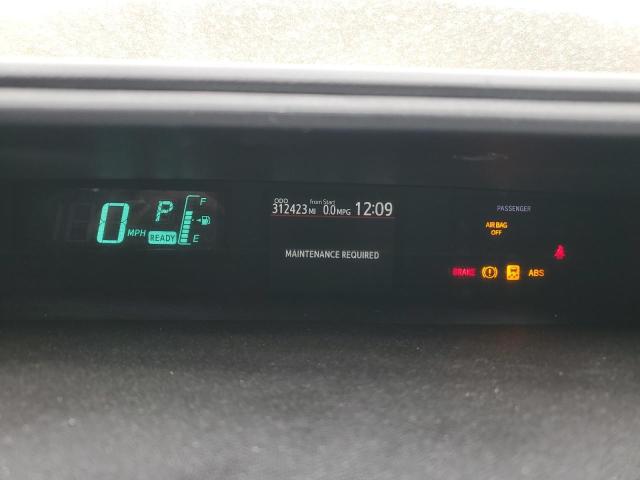 0 MPH P READY F E
ODO from Start
312423 MI 0.0 MPG 12:09
MAINTENANCE REQUIRED
PASSENGER
AIR BAG
OFF
BRAKE ABS